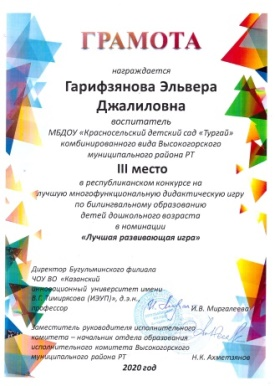 ГРАМОТА
награждается
Гарифзянова Эльвера
Джалиловна
воспитатель
МБДОУ «Красносельский детский сад «Тургай»
комбинированного вида Высокогорского
муниципального района РТ
III место
в республиканском конкурсе на
лучшую многофункциональную дидактическую игру
по билингвальному образованию
детей дошкольного возраста
в номинации
«Лучшая развивающая игра»
Директор Бугульминского филиала
ЧОУ ВО «Казанский
инновационный университет имени
В.Г. Тимирясова (ИЭУП)», д.э.н.,
профессор И.В. Миргалеева
Заместитель руководителя исполнительного
комитета – начальник отдела образования
исполнительного комитета Высокогорского
муниципального района РТ Н.К. Ахметзянов
2020 год